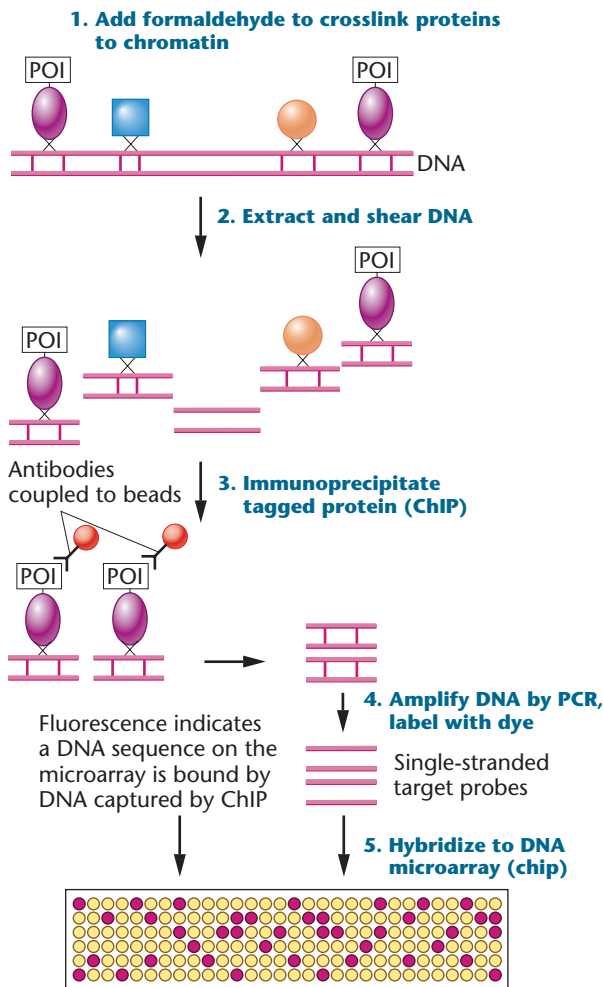 1. Add formaldehyde to crosslink proteins
to chromatin
POI
POI
DNA
2. Extract and shear DNA
POI
POI
Antibodies
coupled to beads
3. Immunoprecipitate
tagged protein (ChIP)
POI
POI
4. Amplify DNA by PCR,
label with dye
Fluorescence indicates
a DNA sequence on the
microarray is bound by
DNA captured by ChIP
Single-stranded
target probes
5. Hybridize to DNA
microarray (chip)